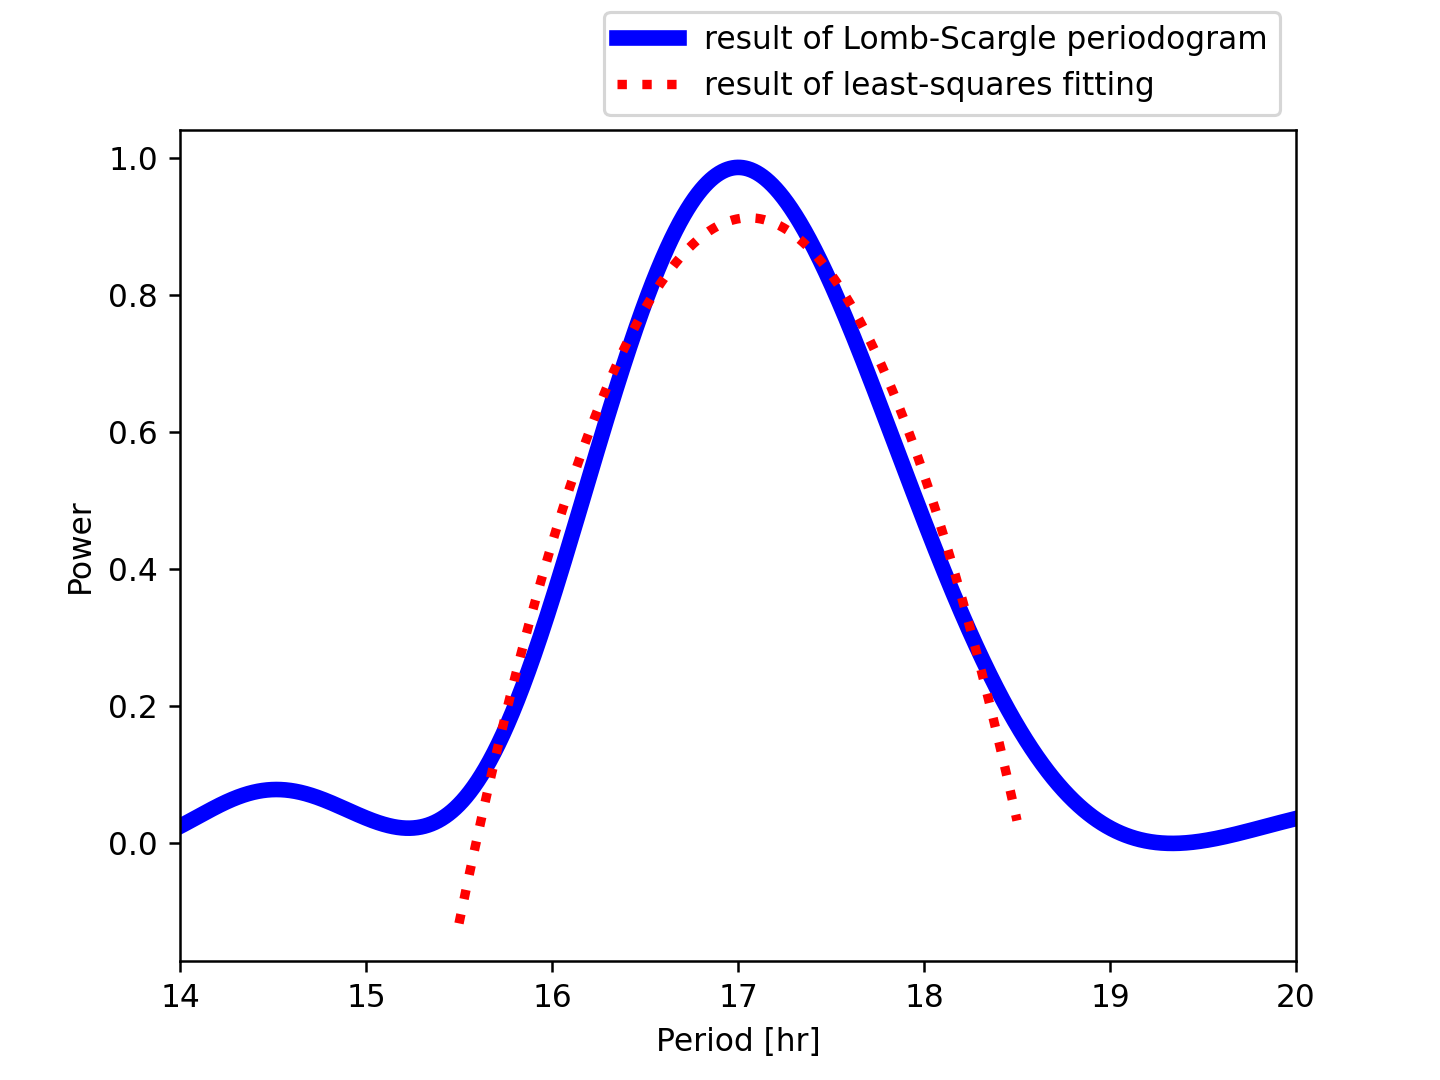 result of Lomb-Scargle periodogram
result of least-squares fitting
1.0
0.8
0.6
0.4
0.2
0.0
Power
14 15 16 17 18 19 20
Period [hr]